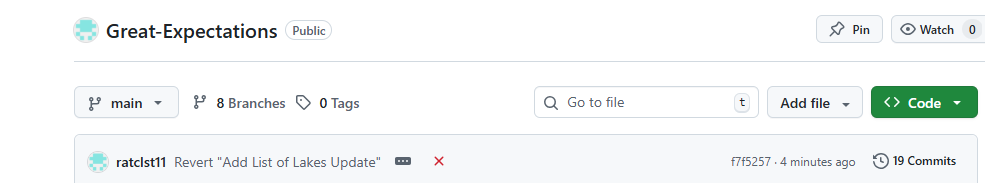 Great-Expectations Public Pin Watch 0
main 8 Branches 0 Tags Go to file t Add file Code
ratclst11 Revert "Add List of Lakes Update" f7f5257 · 4 minutes ago 19 Commits